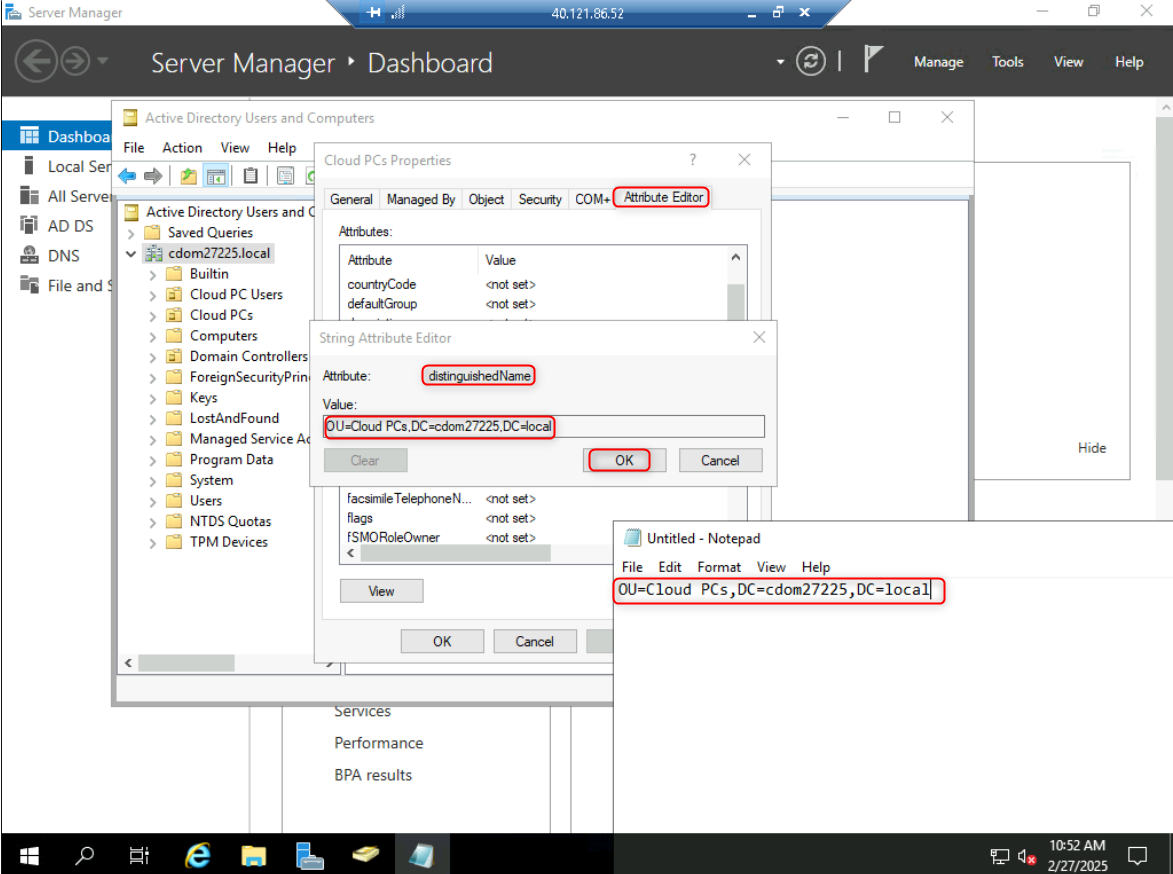 Server Manager
40.121.86.52
Server Manager • Dashboard
Manage Tools View Help
Dashboa
Local Ser
All Server
AD DS
DNS
File and S
Active Directory Users and Computers
File Action View Help
Active Directory Users and C
Saved Queries
cdom27225.local
Builtin
Cloud PC Users
Cloud PCs
Computers
Domain Controllers
ForeignSecurityPrin
Keys
LostAndFound
Managed Service Ac
Program Data
System
Users
NTDS Quotas
TPM Devices
Cloud PCs Properties
General Managed By Object Security COM+ Attribute Editor
Attributes:
Attribute Value
countryCode <not set>
defaultGroup <not set>
String Attribute Editor
Attribute: distinguishedName
Value:
OU=Cloud PCs,DC=cdom27225,DC=local
Clear OK Cancel
facsimileTelephoneN... <not set>
flags <not set>
fSMORoleOwner <not set>
View
OK Cancel
Hide
Untitled - Notepad
File Edit Format View Help
OU=Cloud PCs,DC=cdom27225,DC=local
Services
Performance
BPA results
10:52 AM
2/27/2025